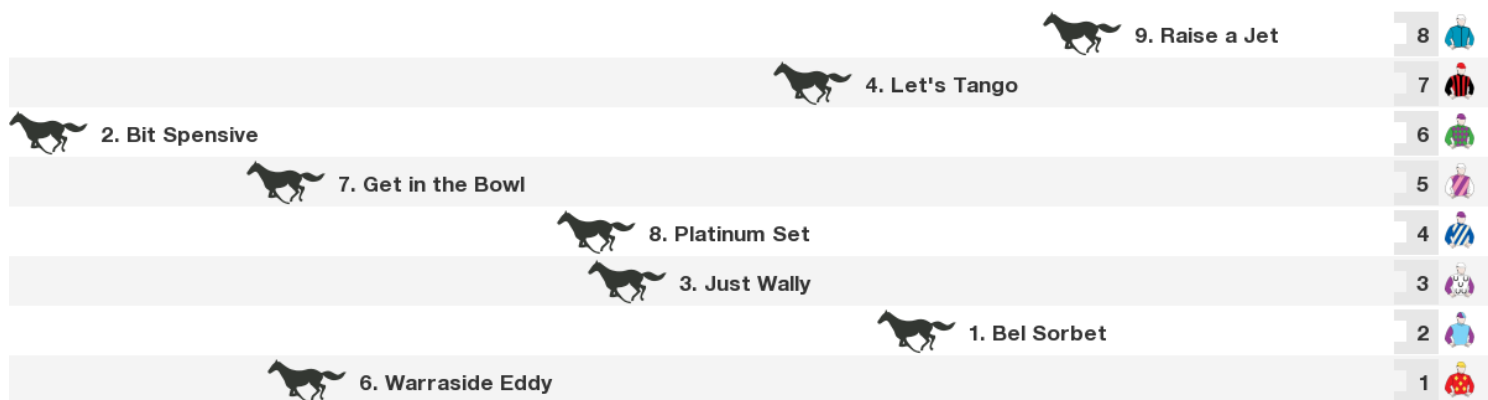 9. Raise a Jet 8
4. Let's Tango 7
2. Bit Spensive 6
7. Get in the Bowl 5
8. Platinum Set 4
3. Just Wally 3
1. Bel Sorbet 2
6. Warraside Eddy 1